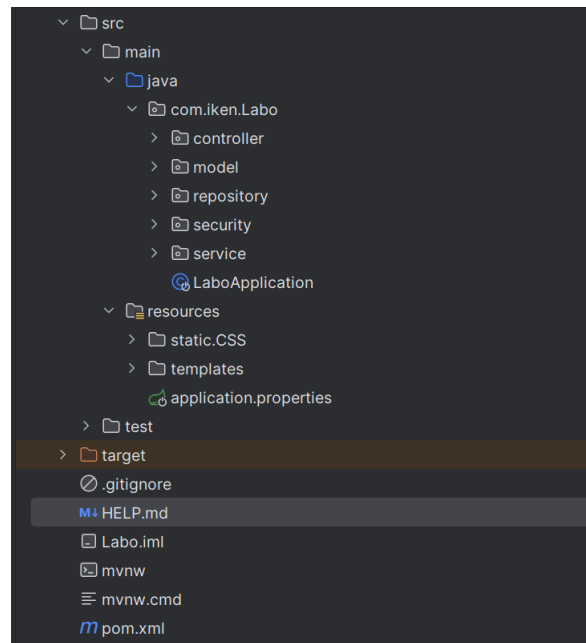 src
main
java
com.iken.Labo
controller
model
repository
security
service
LaboApplication
resources
static.CSS
templates
application.properties
test
target
.gitignore
M↓ HELP.md
Labo.iml
mvnw
mvnw.cmd
m pom.xml